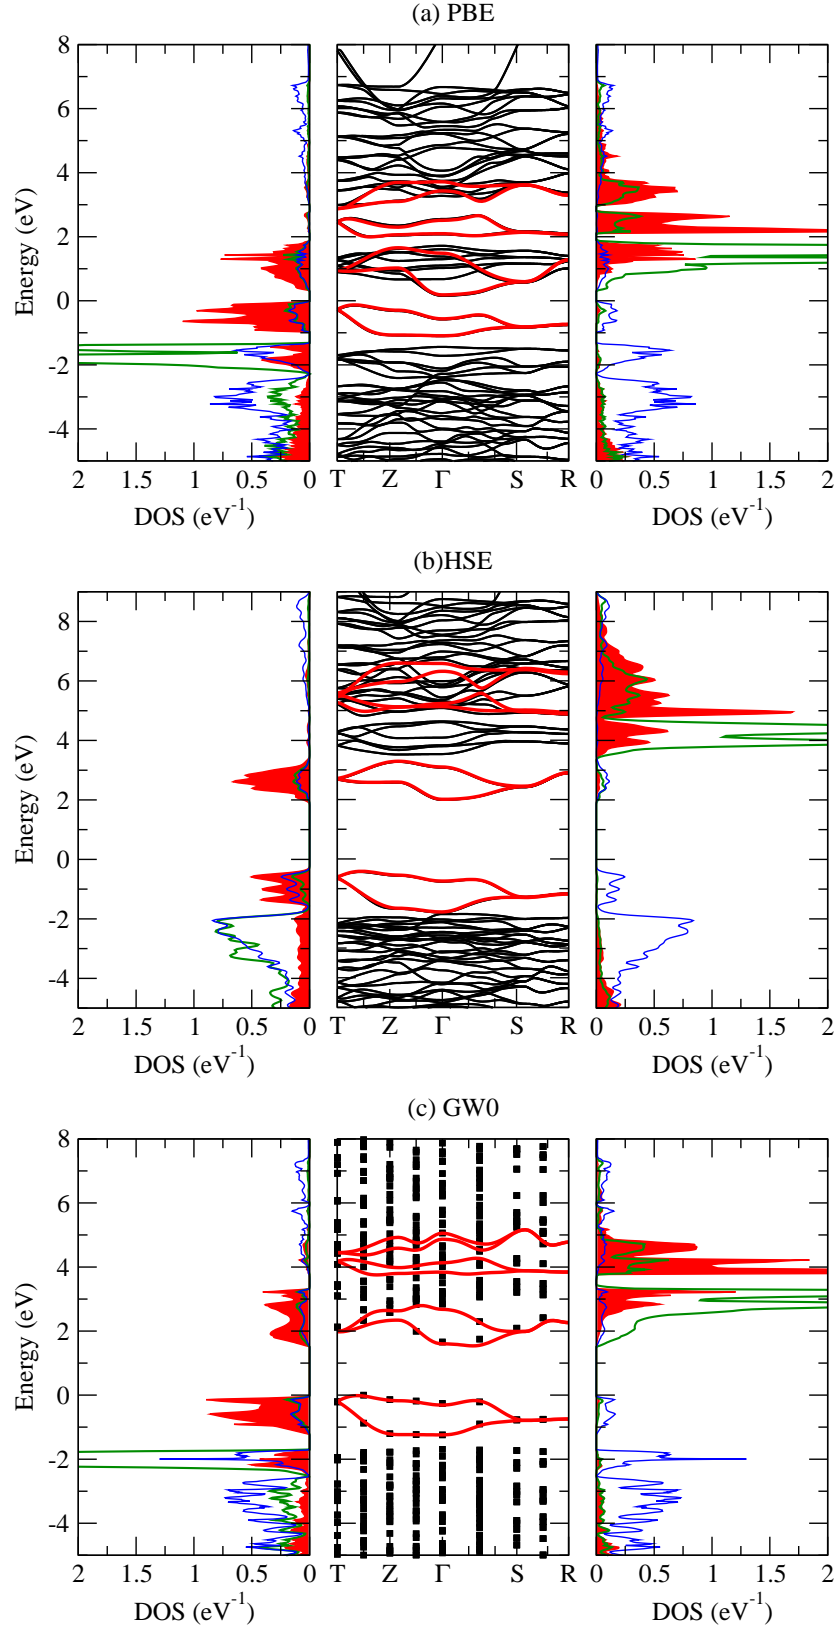 (a) PBE
8
6
4
2
0
-2
-4
Energy (eV)
2 1.5 1 0.5 0
T Z Γ S R
0 0.5 1 1.5 2
DOS (eV⁻¹)
DOS (eV⁻¹)
(b)HSE
8
6
4
2
0
-2
-4
Energy (eV)
2 1.5 1 0.5 0
T Z Γ S R
0 0.5 1 1.5 2
DOS (eV⁻¹)
DOS (eV⁻¹)
(c) GW0
8
6
4
2
0
-2
-4
Energy (eV)
2 1.5 1 0.5 0
T Z Γ S R
0 0.5 1 1.5 2
DOS (eV⁻¹)
DOS (eV⁻¹)